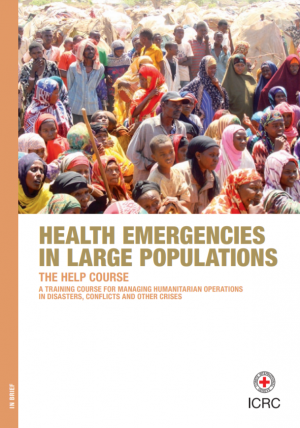 HEALTH EMERGENCIES
IN LARGE POPULATIONS
THE HELP COURSE
A TRAINING COURSE FOR MANAGING HUMANITARIAN OPERATIONS
IN DISASTERS, CONFLICTS AND OTHER CRISES
IN BRIEF
ICRC